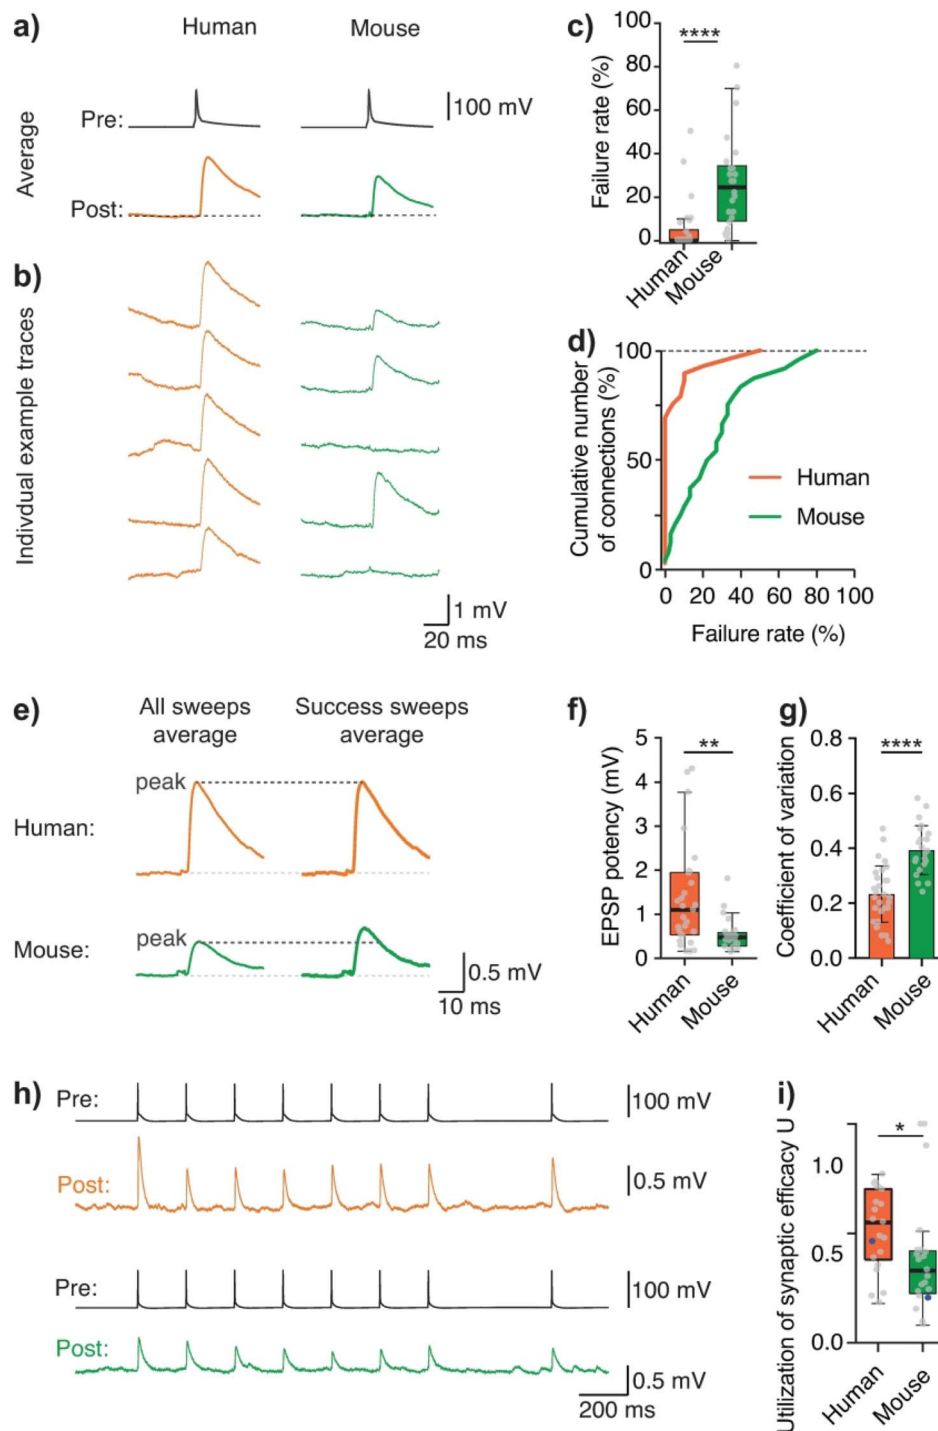 a)
Human
Mouse
Average
Pre:
100 mV
Post:
b)
Indivdual example traces
1 mV
20 ms
c)
Failure rate (%)
100
80
60
40
20
0
****
Human
Mouse
d)
Cumulative number
of connections (%)
100
50
0
Human
Mouse
0 20 40 60 80 100
Failure rate (%)
e)
All sweeps
average
Success sweeps
average
peak
Human:
peak
Mouse:
0.5 mV
10 ms
f)
EPSP potency (mV)
5
4
3
2
1
0
**
Human
Mouse
g)
Coefficient of variation
0.8
0.6
0.4
0.2
0.0
****
Human
Mouse
h)
Pre:
100 mV
Post:
0.5 mV
Pre:
100 mV
Post:
0.5 mV
200 ms
i)
Utilization of synaptic efficacy U
1.0
0.5
0.0
*
Human
Mouse